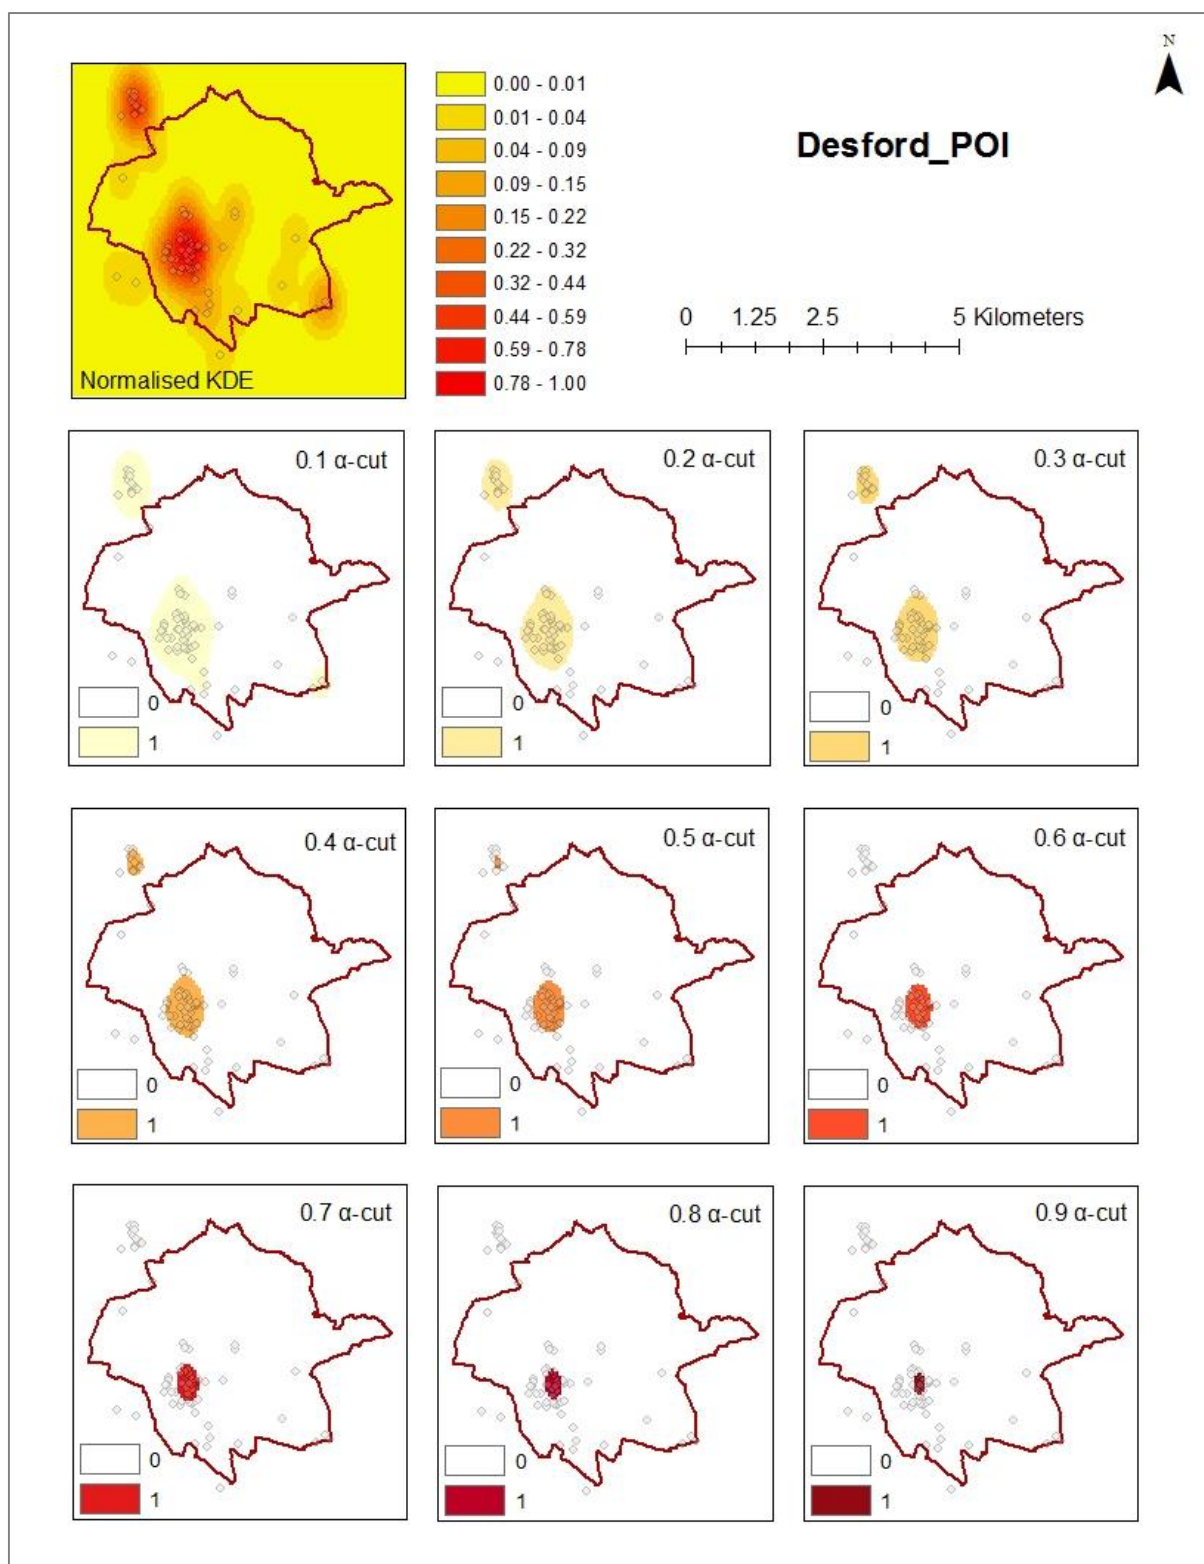 N
0.00 - 0.01
0.01 - 0.04
0.04 - 0.09
0.09 - 0.15
0.15 - 0.22
0.22 - 0.32
0.32 - 0.44
0.44 - 0.59
0.59 - 0.78
0.78 - 1.00
Normalised KDE
Desford_POI
0 1.25 2.5 5 Kilometers
0.1 α-cut
0
1
0.2 α-cut
0
1
0.3 α-cut
0
1
0.4 α-cut
0
1
0.5 α-cut
0
1
0.6 α-cut
0
1
0.7 α-cut
0
1
0.8 α-cut
0
1
0.9 α-cut
0
1